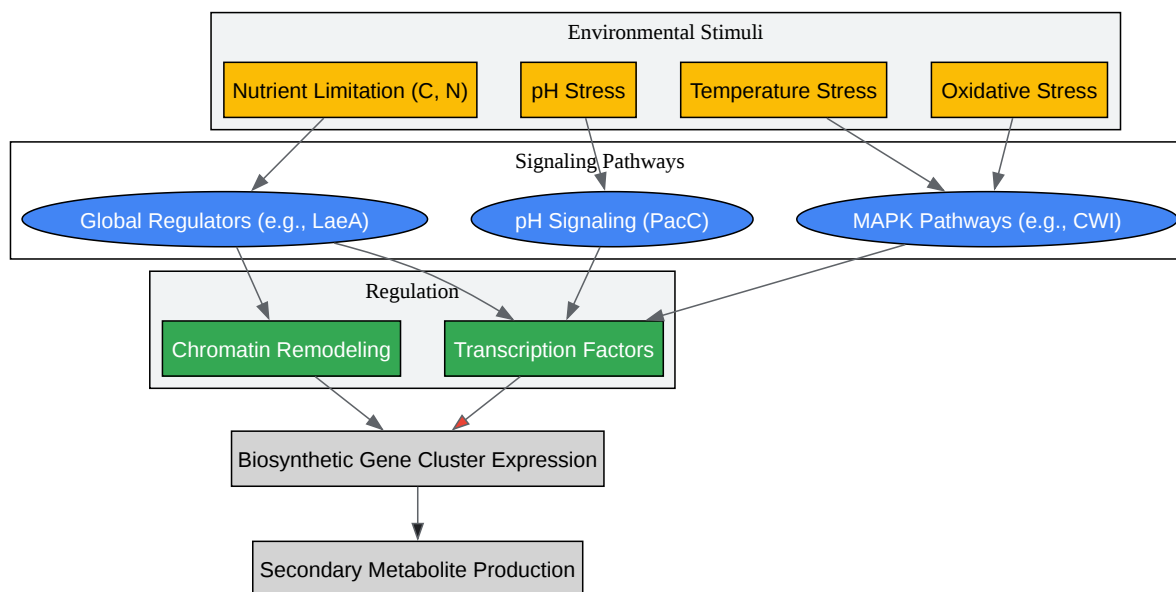 Environmental Stimuli
Nutrient Limitation (C, N)
pH Stress
Temperature Stress
Oxidative Stress
Signaling Pathways
Global Regulators (e.g., LaeA)
pH Signaling (PacC)
MAPK Pathways (e.g., CWI)
Regulation
Chromatin Remodeling
Transcription Factors
Biosynthetic Gene Cluster Expression
Secondary Metabolite Production